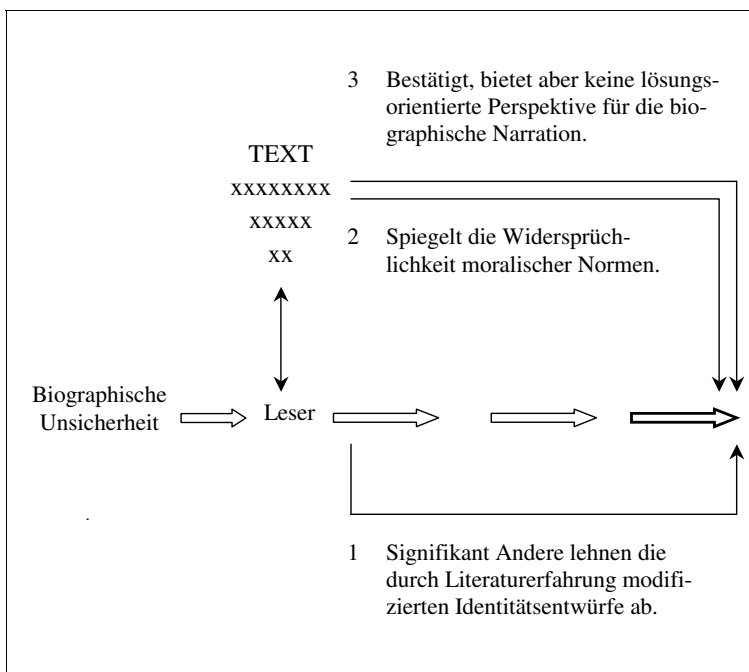 3 Bestätigt, bietet aber keine lösungs-
orientierte Perspektive für die bio-
graphische Narration.
TEXT
xxxxxxxx
xxxxx
xx
2 Spiegelt die Widersprüch-
lichkeit moralischer Normen.
Biographische
Unsicherheit
Leser
1 Signifikant Andere lehnen die
durch Literaturerfahrung modifi-
zierten Identitätsentwürfe ab.